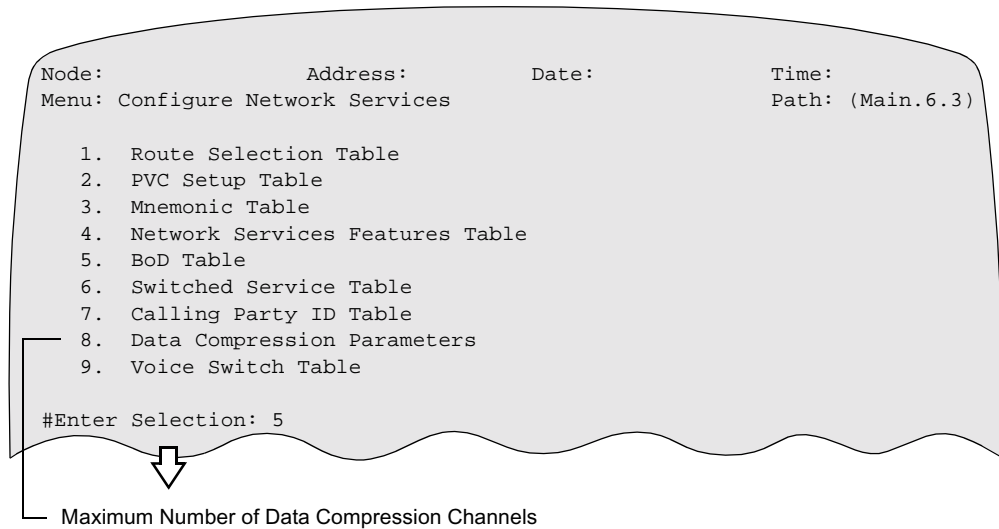 Node: Address: Date: Time:
Menu: Configure Network Services Path: (Main.6.3)
1. Route Selection Table
2. PVC Setup Table
3. Mnemonic Table
4. Network Services Features Table
5. BoD Table
6. Switched Service Table
7. Calling Party ID Table
8. Data Compression Parameters
9. Voice Switch Table
#Enter Selection: 5
Maximum Number of Data Compression Channels